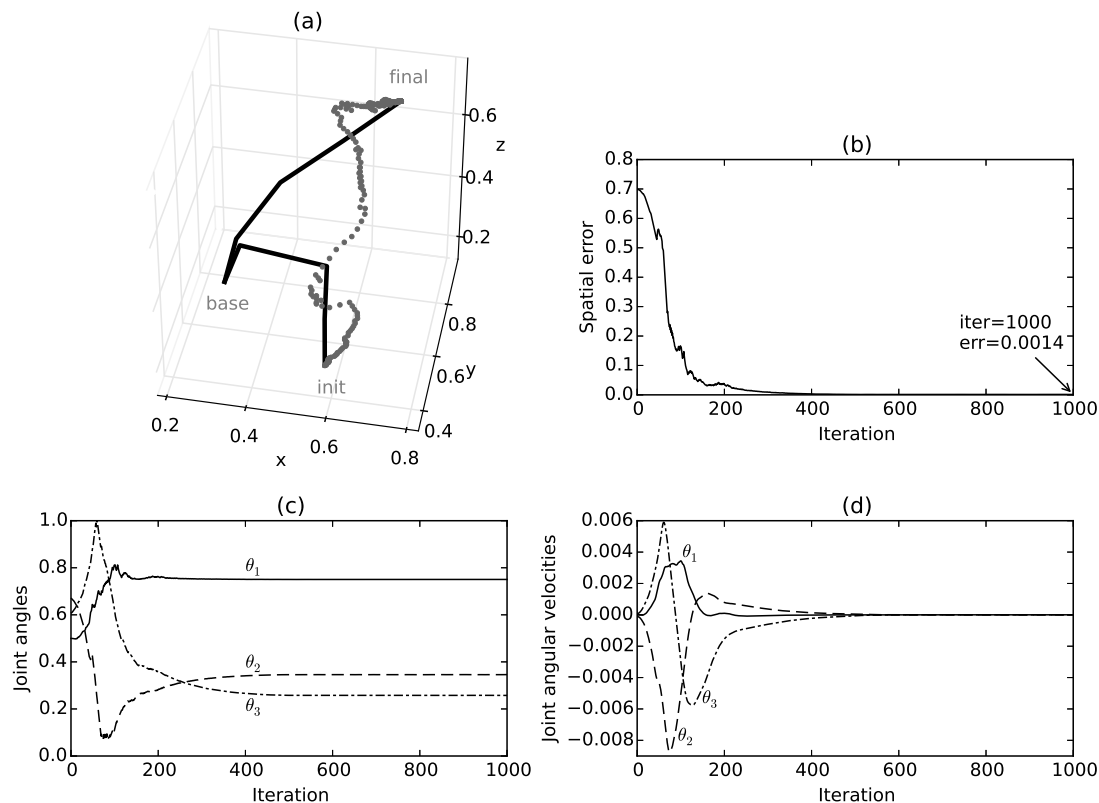 (a)
final
0.6
z
0.4
0.2
base
init
0.8
0.6
y
0.4
0.2
0.4
0.6
0.8
x
(b)
0.8
0.7
0.6
0.5
0.4
0.3
0.2
0.1
0.0
Spatial error
iter=1000
err=0.0014
0 200 400 600 800 1000
Iteration
(c)
1.0
0.8
0.6
0.4
0.2
0.0
Joint angles
θ1
θ2
θ3
0 200 400 600 800 1000
Iteration
(d)
0.006
0.004
0.002
0.000
−0.002
−0.004
−0.006
−0.008
Joint angular velocities
θ1
θ3
θ2
0 200 400 600 800 1000
Iteration